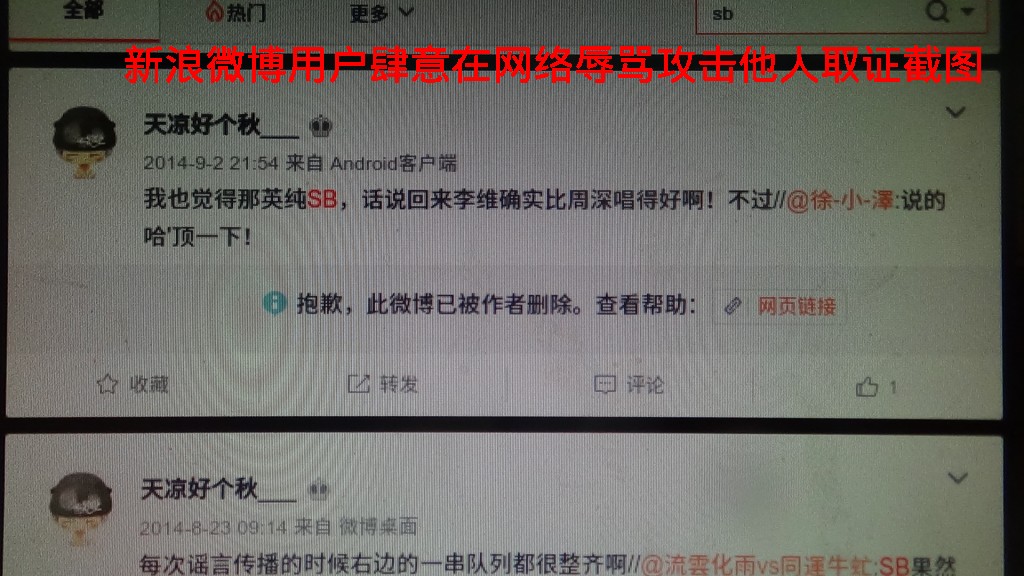 全部 热门 更多 sb
新浪微博用户肆意在网络辱骂攻击他人取证截图
天凉好个秋___
2014-9-2 21:54 来自 Android客户端
我也觉得那英纯SB，话说回来李维确实比周深唱得好啊！不过//@徐-小-澤:说的
哈'顶一下！
抱歉，此微博已被作者删除。查看帮助： 网页链接
收藏 转发 评论 1
天凉好个秋___
2014-8-23 09:14 来自 微博桌面
每次谣言传播的时候右边的一串队列都很整齐啊//@流雲化雨vs同運牛虻:SB果然